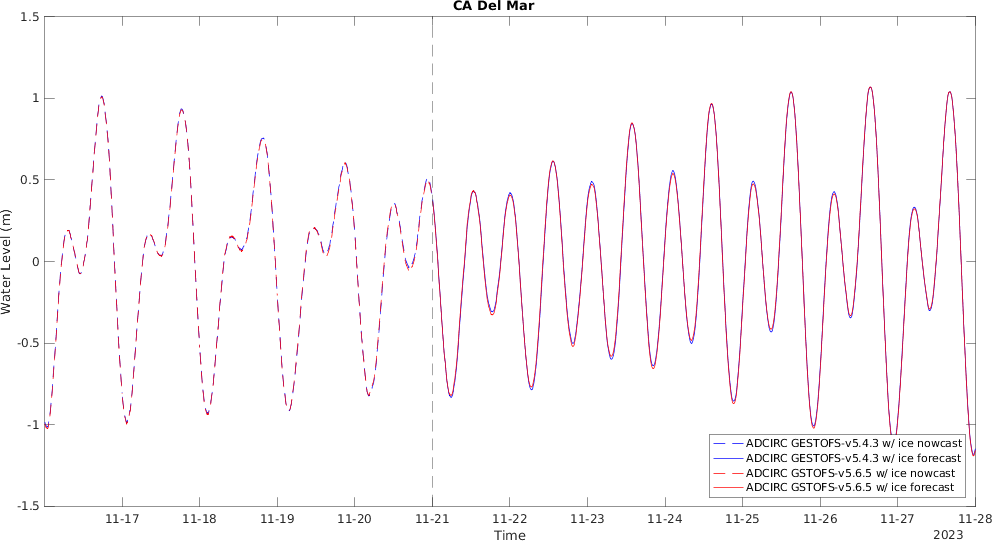 CA Del Mar
1.5
1
0.5
0
-0.5
-1
-1.5
Water Level (m)
11-17
11-18
11-19
11-20
11-21
11-22
11-23
11-24
11-25
11-26
11-27
11-28
Time
2023
ADCIRC GESTOFS-v5.4.3 w/ ice nowcast
ADCIRC GESTOFS-v5.4.3 w/ ice forecast
ADCIRC GSTOFS-v5.6.5 w/ ice nowcast
ADCIRC GSTOFS-v5.6.5 w/ ice forecast